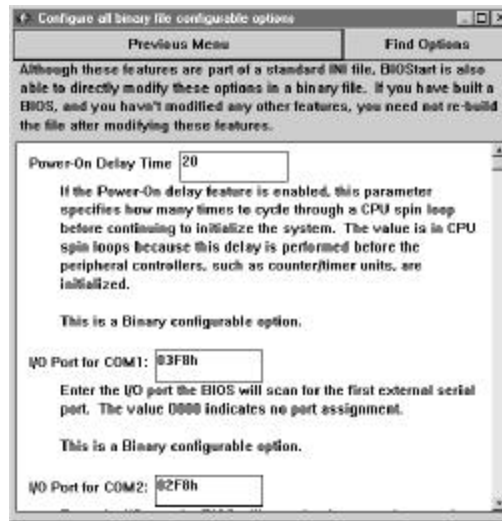 Configure all binary file configurable options
Previous Menu
Find Options
Although these features are part of a standard INI file, BIOStart is also
able to directly modify these options in a binary file. If you have built a
BIOS, and you havn't modified any other features, you need not re-build
the file after modifying these features.
Power-On Delay Time 20
If the Power-On delay feature is enabled, this parameter
specifies how many times to cycle through a CPU spin loop
before continuing to initialize the system. The value is in CPU
spin loops because this delay is performed before the
peripheral controllers, such as counter/timer units, are
initialized.
This is a Binary configurable option.
I/O Port for COM1: 03F8h
Enter the I/O port the BIOS will scan for the first external serial
port. The value 0000 indicates no port assignment.
This is a Binary configurable option.
I/O Port for COM2: 02F8h